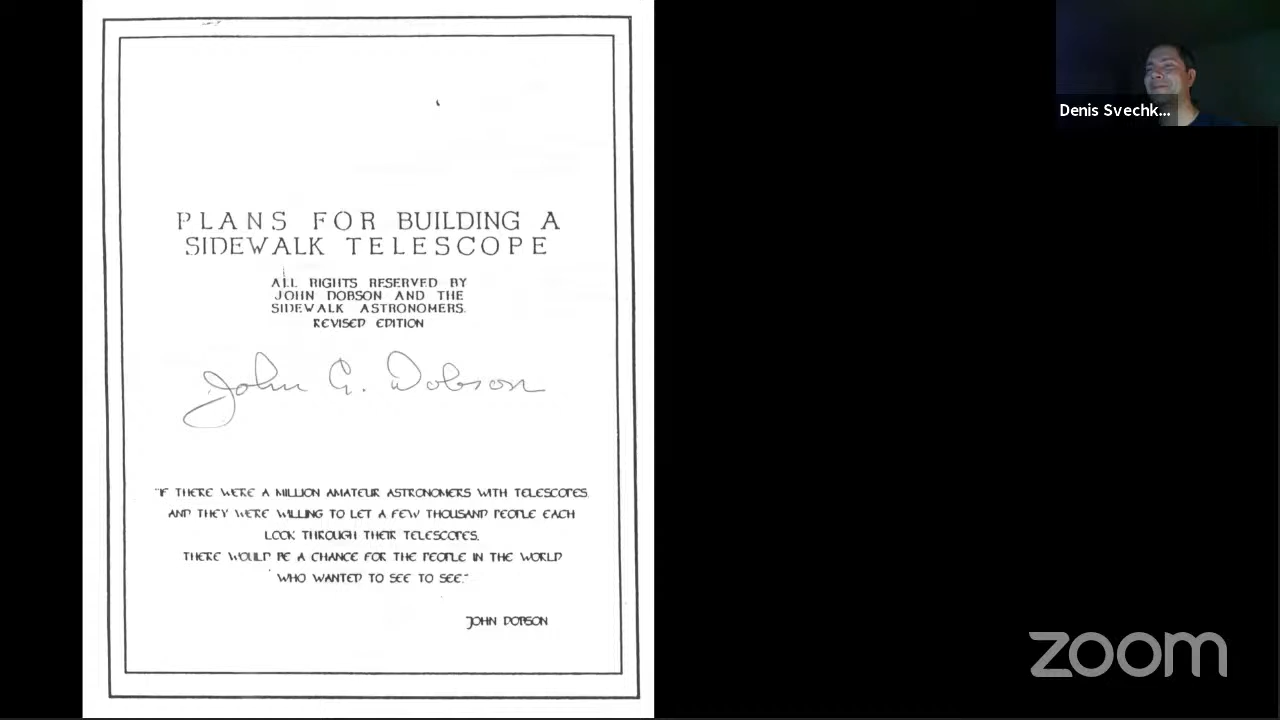 PLANS FOR BUILDING A
SIDEWALK TELESCOPE
ALL RIGHTS RESERVED BY
JOHN DOBSON AND THE
SIDEWALK ASTRONOMERS.
REVISED EDITION
John G. Dobson
"IF THERE WERE A MILLION AMATEUR ASTRONOMERS WITH TELESCOPES,
AND THEY WERE WILLING TO LET A FEW THOUSAND PEOPLE EACH
LOOK THROUGH THEIR TELESCOPES,
THERE WOULD BE A CHANCE FOR THE PEOPLE IN THE WORLD
WHO WANTED TO SEE TO SEE."
JOHN DOBSON
Denis Svechk...
zoom